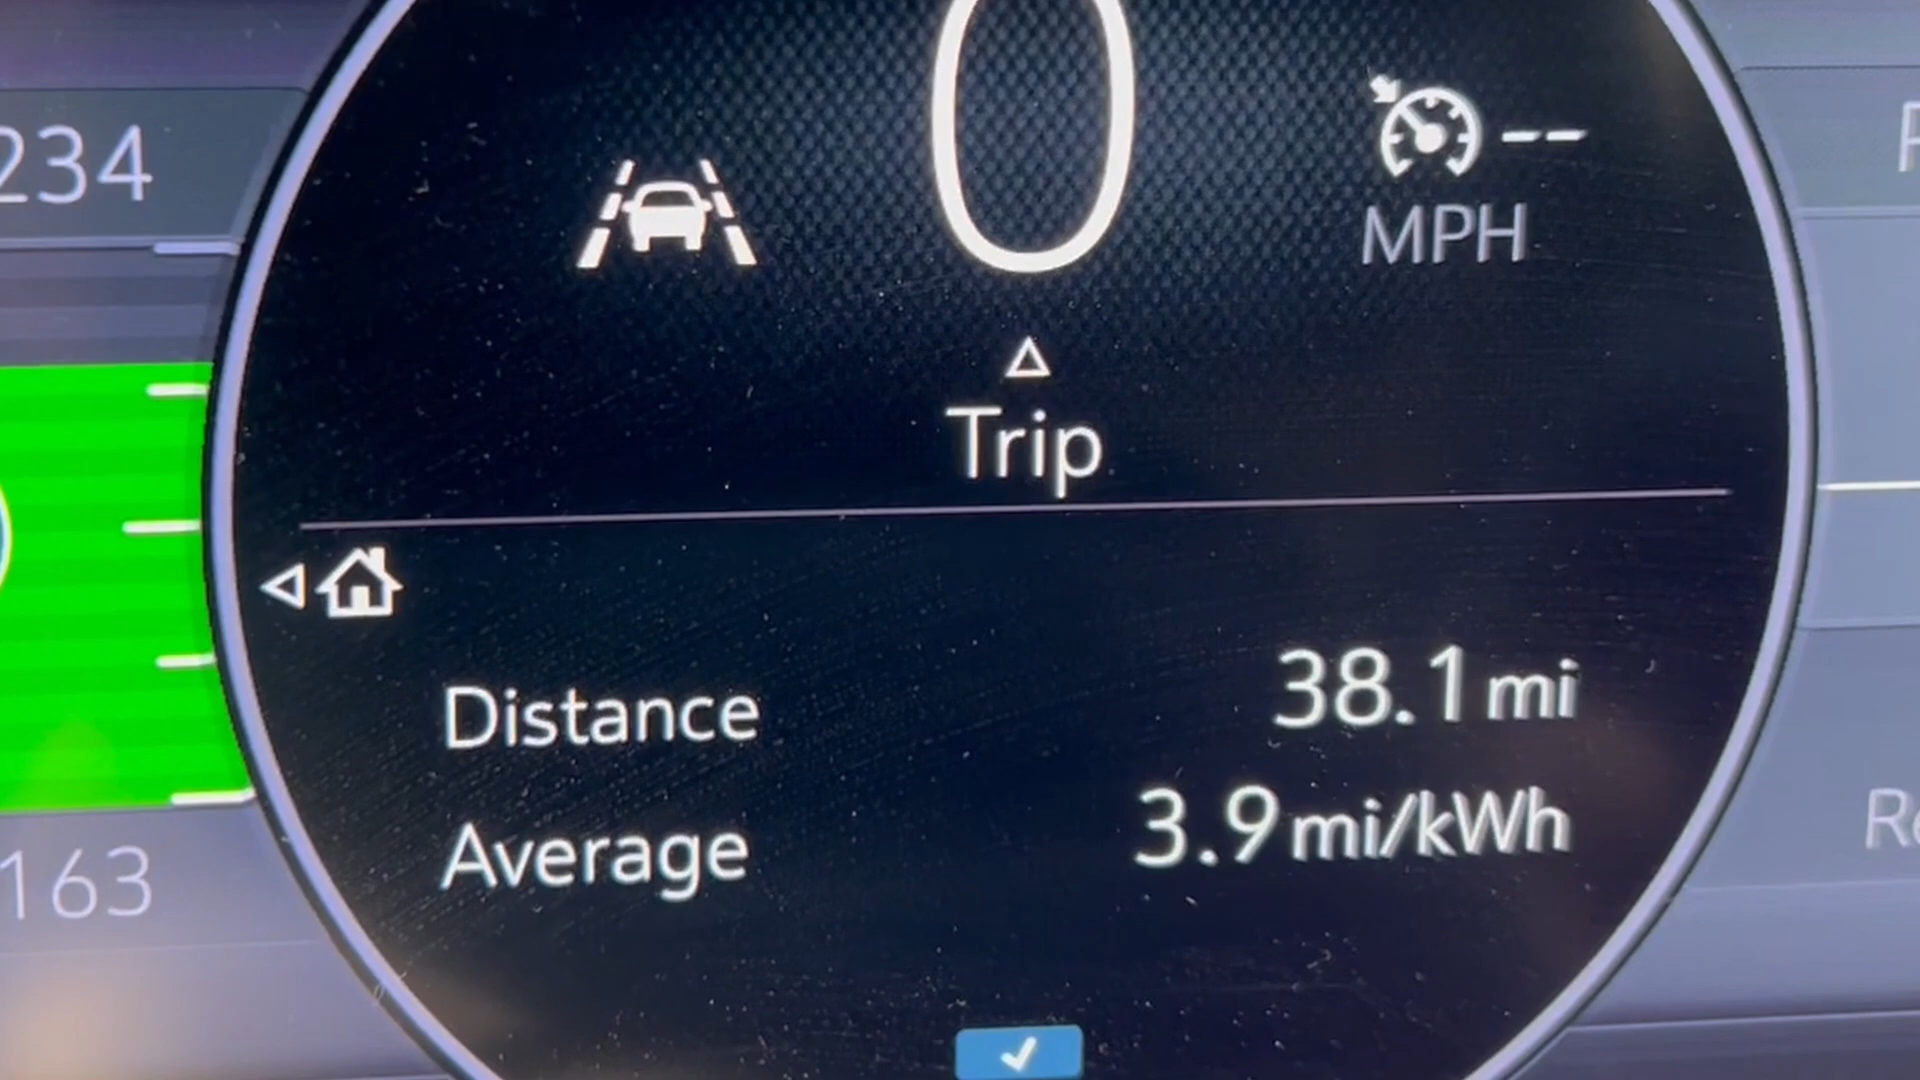 0
234
--
MPH
Trip
Distance 38.1 mi
Average 3.9 mi/kWh
163